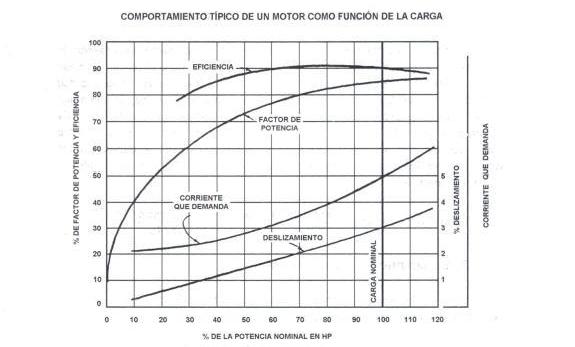 COMPORTAMIENTO TÍPICO DE UN MOTOR COMO FUNCIÓN DE LA CARGA
% DE FACTOR DE POTENCIA Y EFICIENCIA
100
90
80
70
60
50
40
30
20
10
0
EFICIENCIA
FACTOR DE
POTENCIA
CORRIENTE
QUE DEMANDA
DESLIZAMIENTO
CARGA NOMINAL
5
4
3
2
1
% DESLIZAMIENTO
CORRIENTE QUE DEMANDA
0 10 20 30 40 50 60 70 80 90 100 110 120
% DE LA POTENCIA NOMINAL EN HP